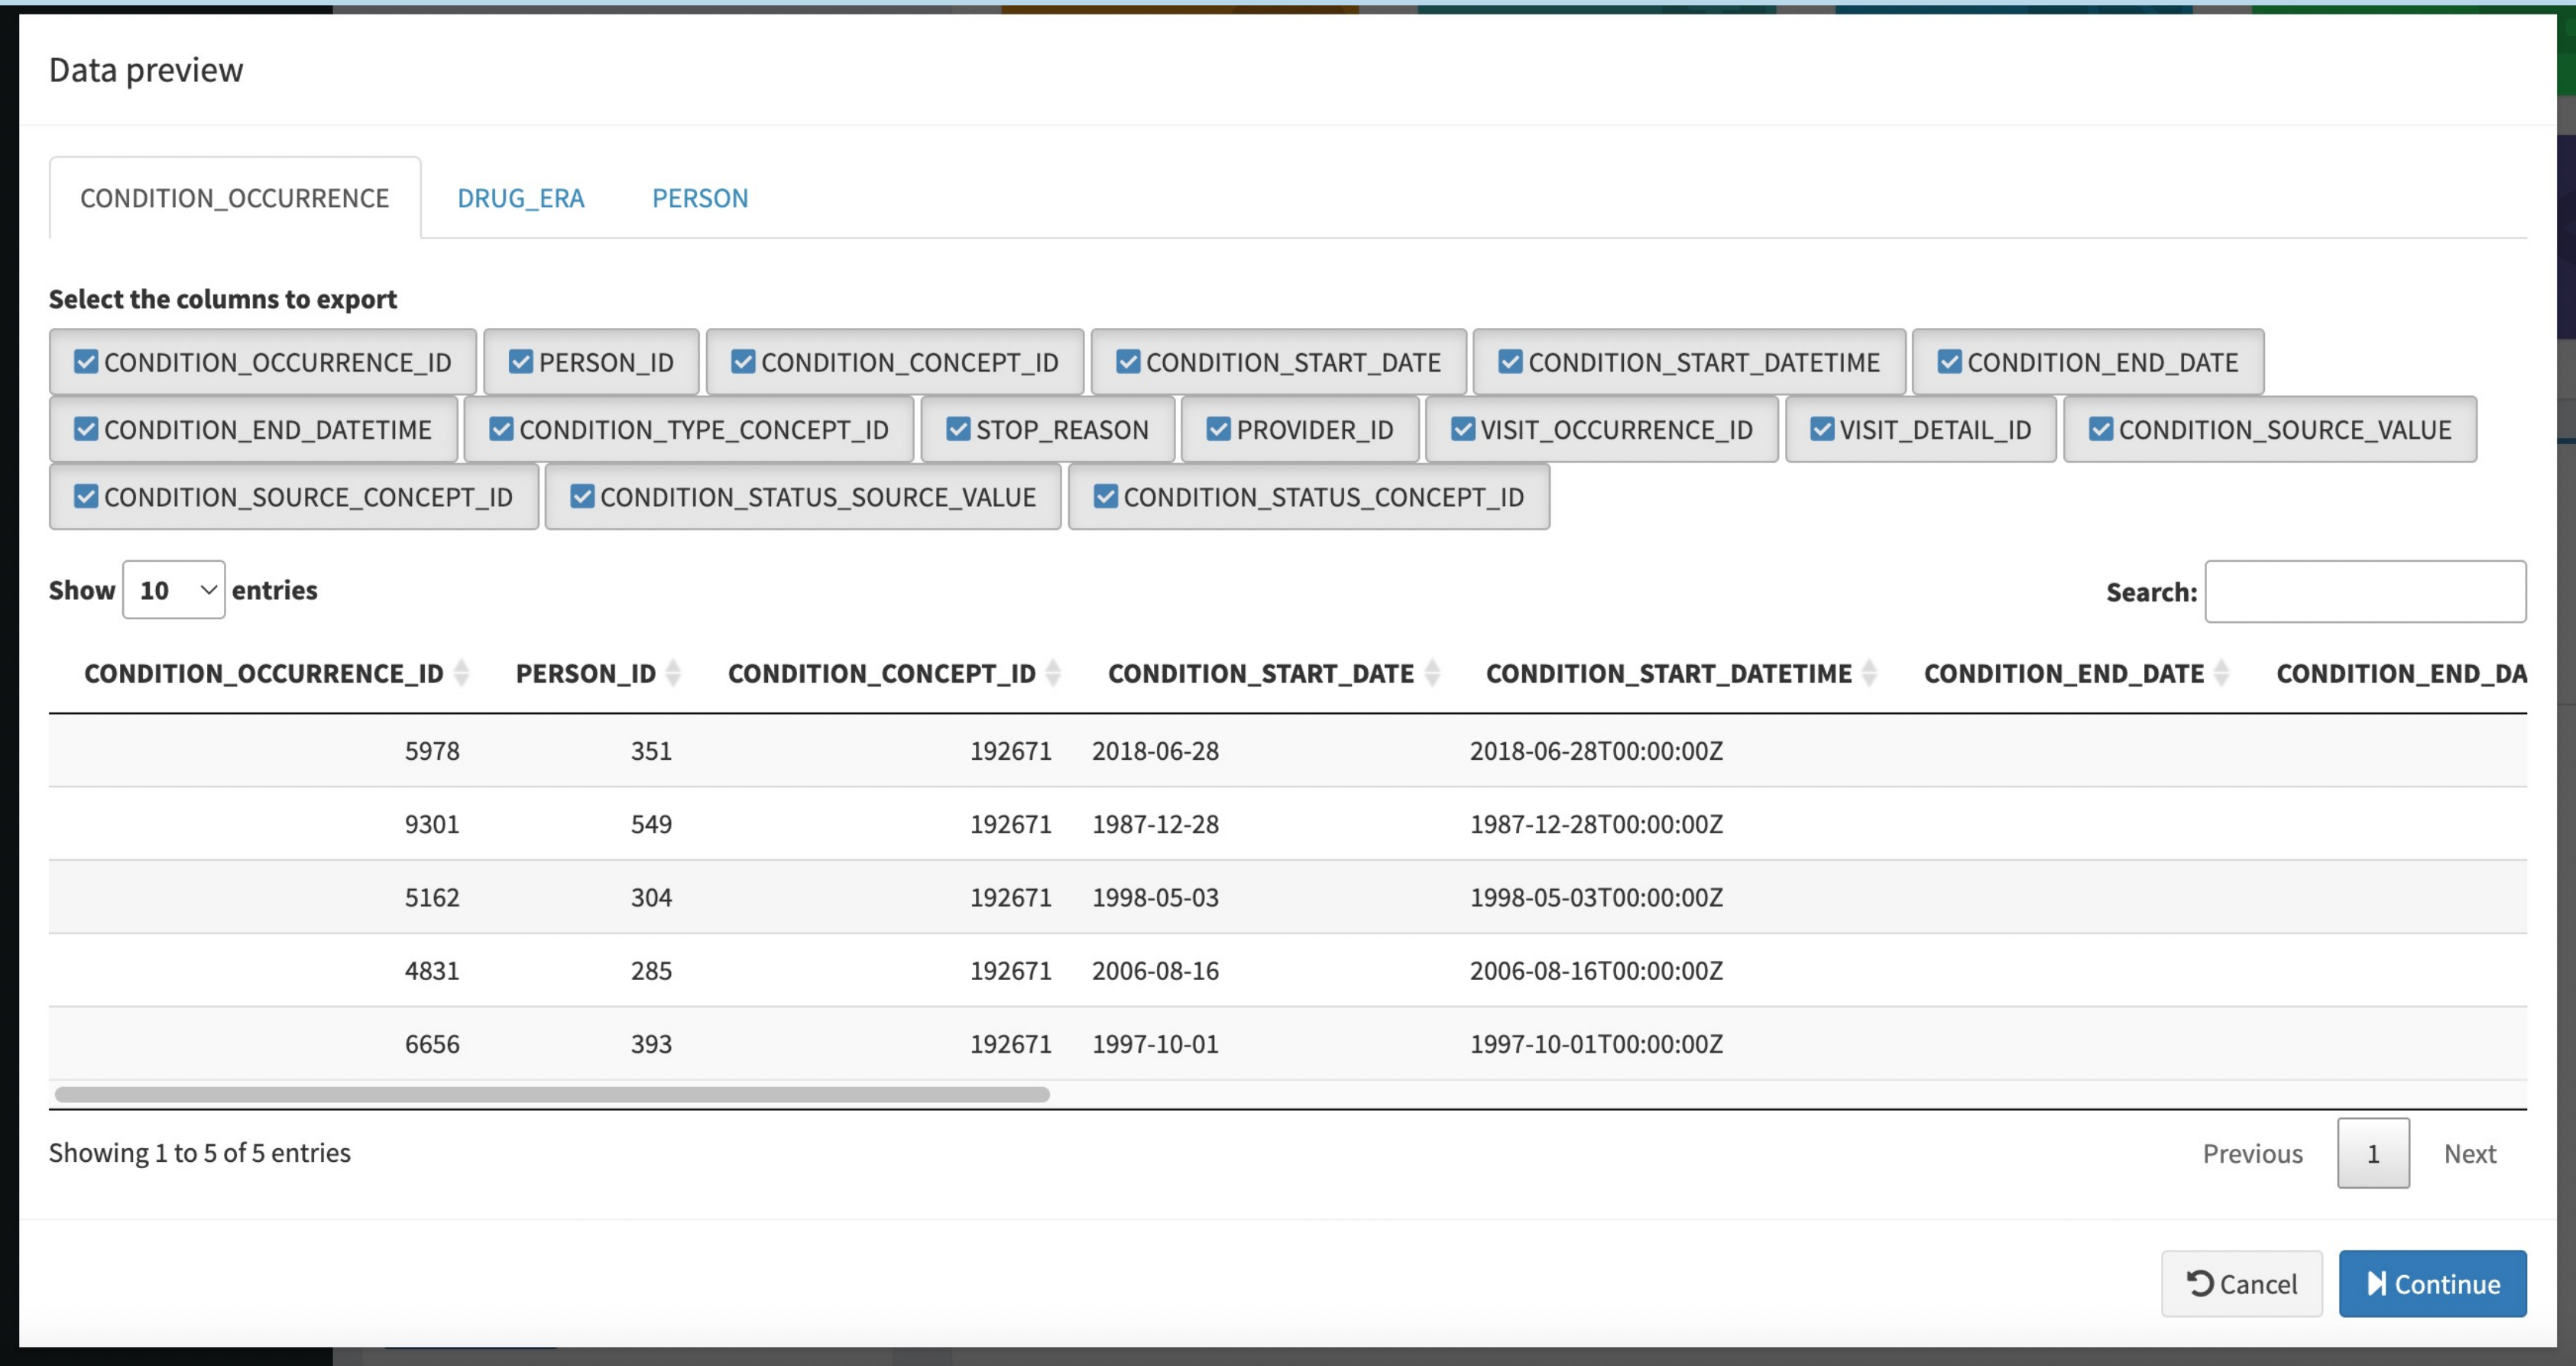 Data preview
CONDITION_OCCURRENCE DRUG_ERA PERSON
Select the columns to export
CONDITION_OCCURRENCE_ID PERSON_ID CONDITION_CONCEPT_ID CONDITION_START_DATE CONDITION_START_DATETIME CONDITION_END_DATE
CONDITION_END_DATETIME CONDITION_TYPE_CONCEPT_ID STOP_REASON PROVIDER_ID VISIT_OCCURRENCE_ID VISIT_DETAIL_ID CONDITION_SOURCE_VALUE
CONDITION_SOURCE_CONCEPT_ID CONDITION_STATUS_SOURCE_VALUE CONDITION_STATUS_CONCEPT_ID
Show 10 entries Search:
CONDITION_OCCURRENCE_ID PERSON_ID CONDITION_CONCEPT_ID CONDITION_START_DATE CONDITION_START_DATETIME CONDITION_END_DATE CONDITION_END_DA
5978 351 192671 2018-06-28 2018-06-28T00:00:00Z
9301 549 192671 1987-12-28 1987-12-28T00:00:00Z
5162 304 192671 1998-05-03 1998-05-03T00:00:00Z
4831 285 192671 2006-08-16 2006-08-16T00:00:00Z
6656 393 192671 1997-10-01 1997-10-01T00:00:00Z
Showing 1 to 5 of 5 entries Previous 1 Next
Cancel Continue